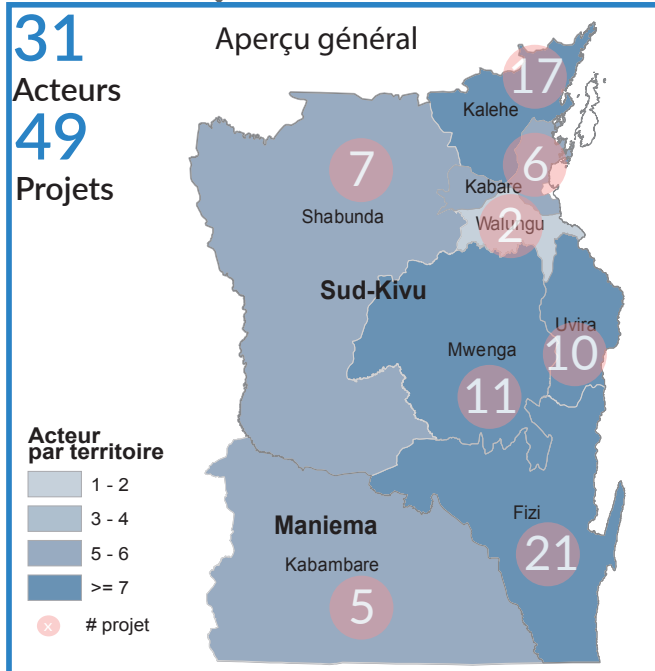 31
Acteurs
49
Projets
Aperçu général
17
Kalehe
6
Kabare
7
Shabunda
Walungu
2
Sud-Kivu
Uvira
10
Mwenga
11
Acteur
par territoire
1 - 2
3 - 4
5 - 6
>= 7
x # projet
Maniema
Kabambare
5
Fizi
21